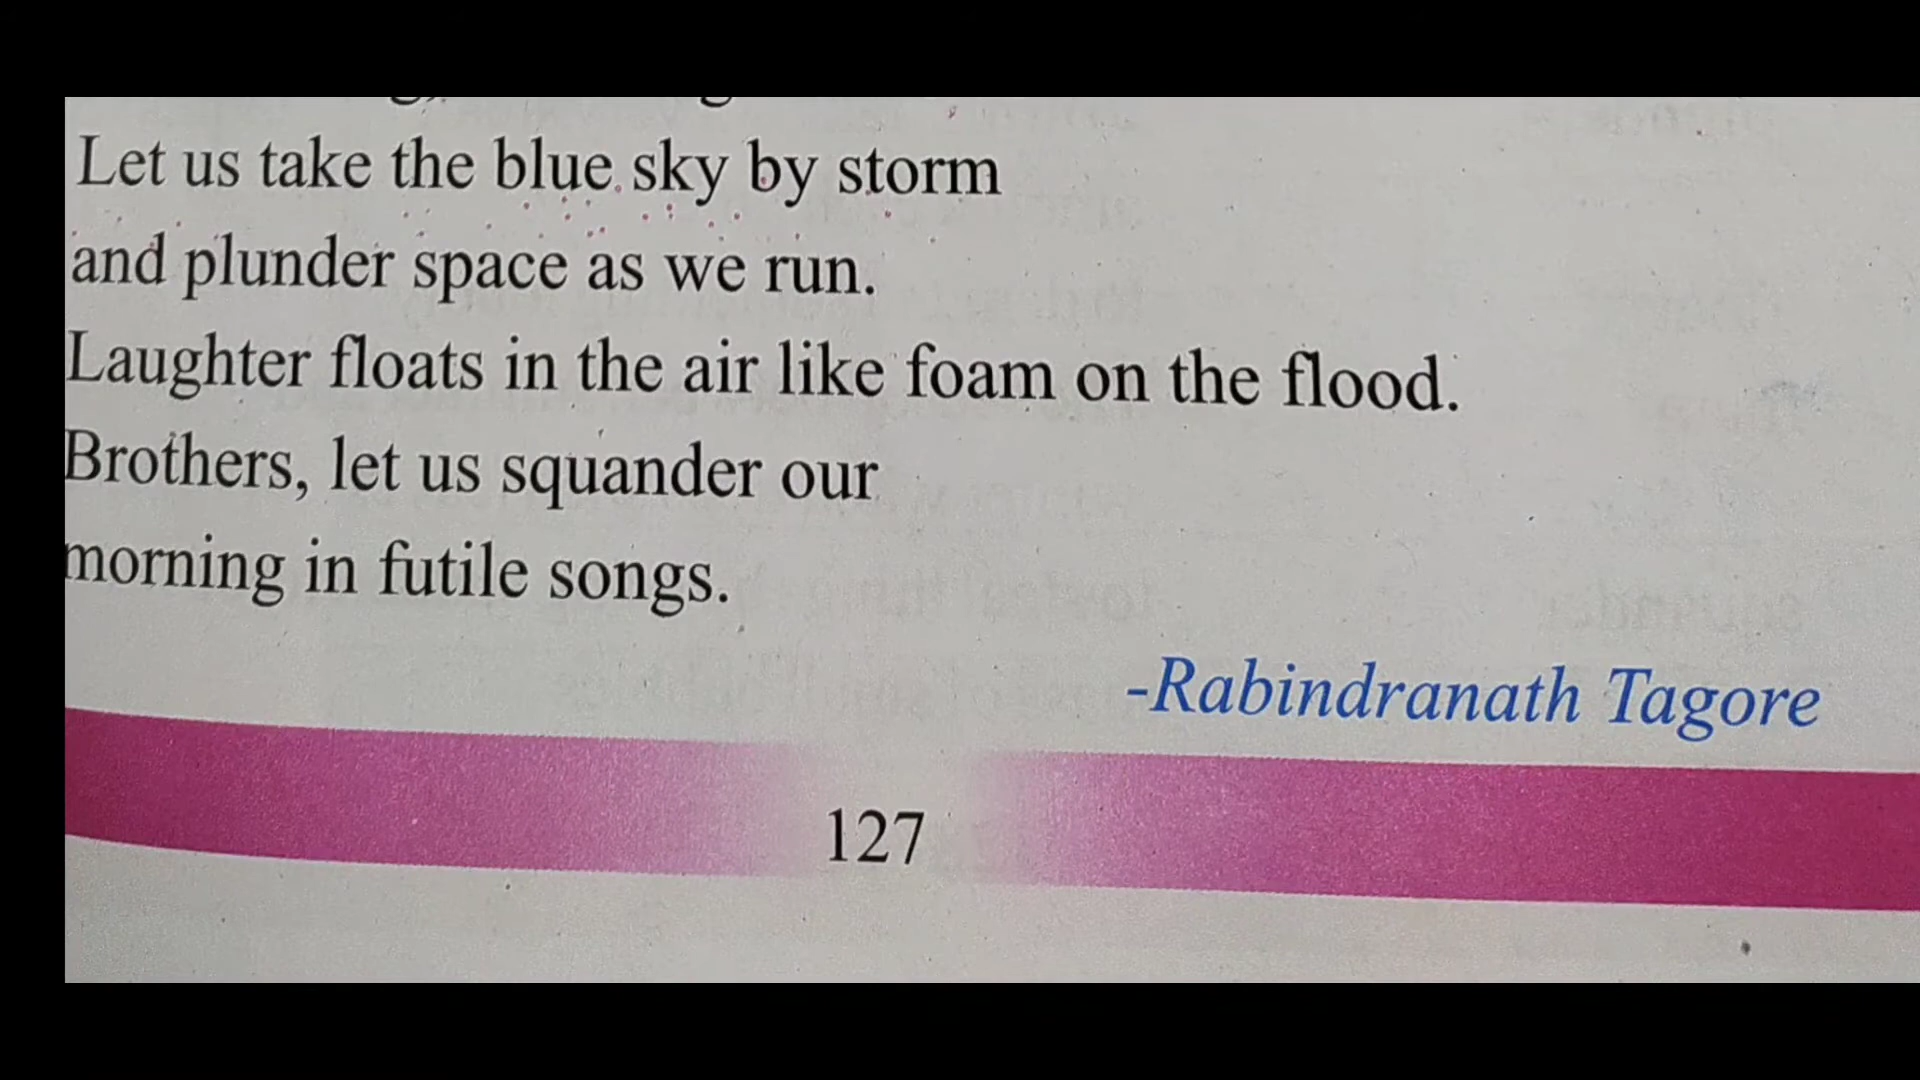 Let us take the blue sky by storm
and plunder space as we run.
Laughter floats in the air like foam on the flood.
Brothers, let us squander our
morning in futile songs.
-Rabindranath Tagore
127